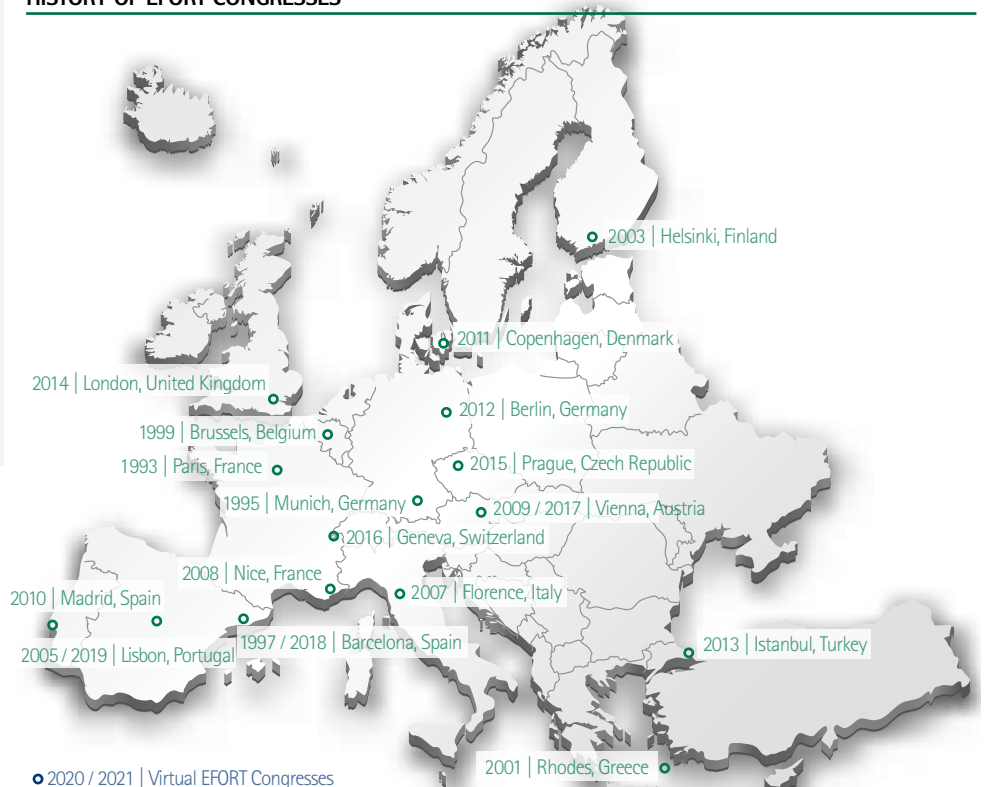 HISTORY OF EFORT CONGRESSES
2003 | Helsinki, Finland
2011 | Copenhagen, Denmark
2014 | London, United Kingdom
2012 | Berlin, Germany
1999 | Brussels, Belgium
1993 | Paris, France
2015 | Prague, Czech Republic
1995 | Munich, Germany
2009 / 2017 | Vienna, Austria
2016 | Geneva, Switzerland
2008 | Nice, France
2007 | Florence, Italy
2010 | Madrid, Spain
1997 / 2018 | Barcelona, Spain
2013 | Istanbul, Turkey
2005 / 2019 | Lisbon, Portugal
2001 | Rhodes, Greece
2020 / 2021 | Virtual EFORT Congresses